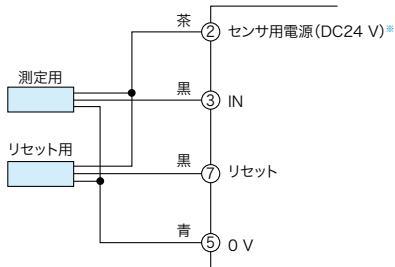 茶
② センサ用電源(DC24 V)※
測定用
黒
③ IN
リセット用
黒
⑦ リセット
青
⑤ 0 V